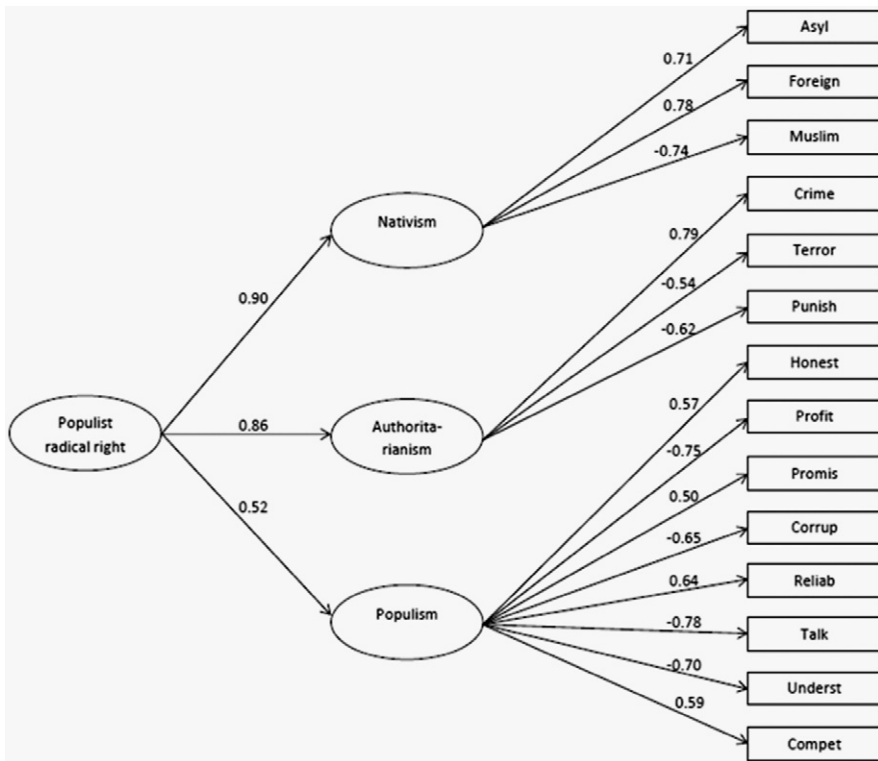 Asyl
0.71
Foreign
0.78
Muslim
-0.74
Crime
Nativism
0.79
Terror
-0.54
0.90
Punish
-0.62
Honest
Populist
radical right
0.86
Authorita-
rianism
0.57
Profit
-0.75
Promis
0.50
0.52
Corrup
-0.65
Reliab
0.64
Populism
Talk
-0.78
-0.70
Underst
0.59
Compet